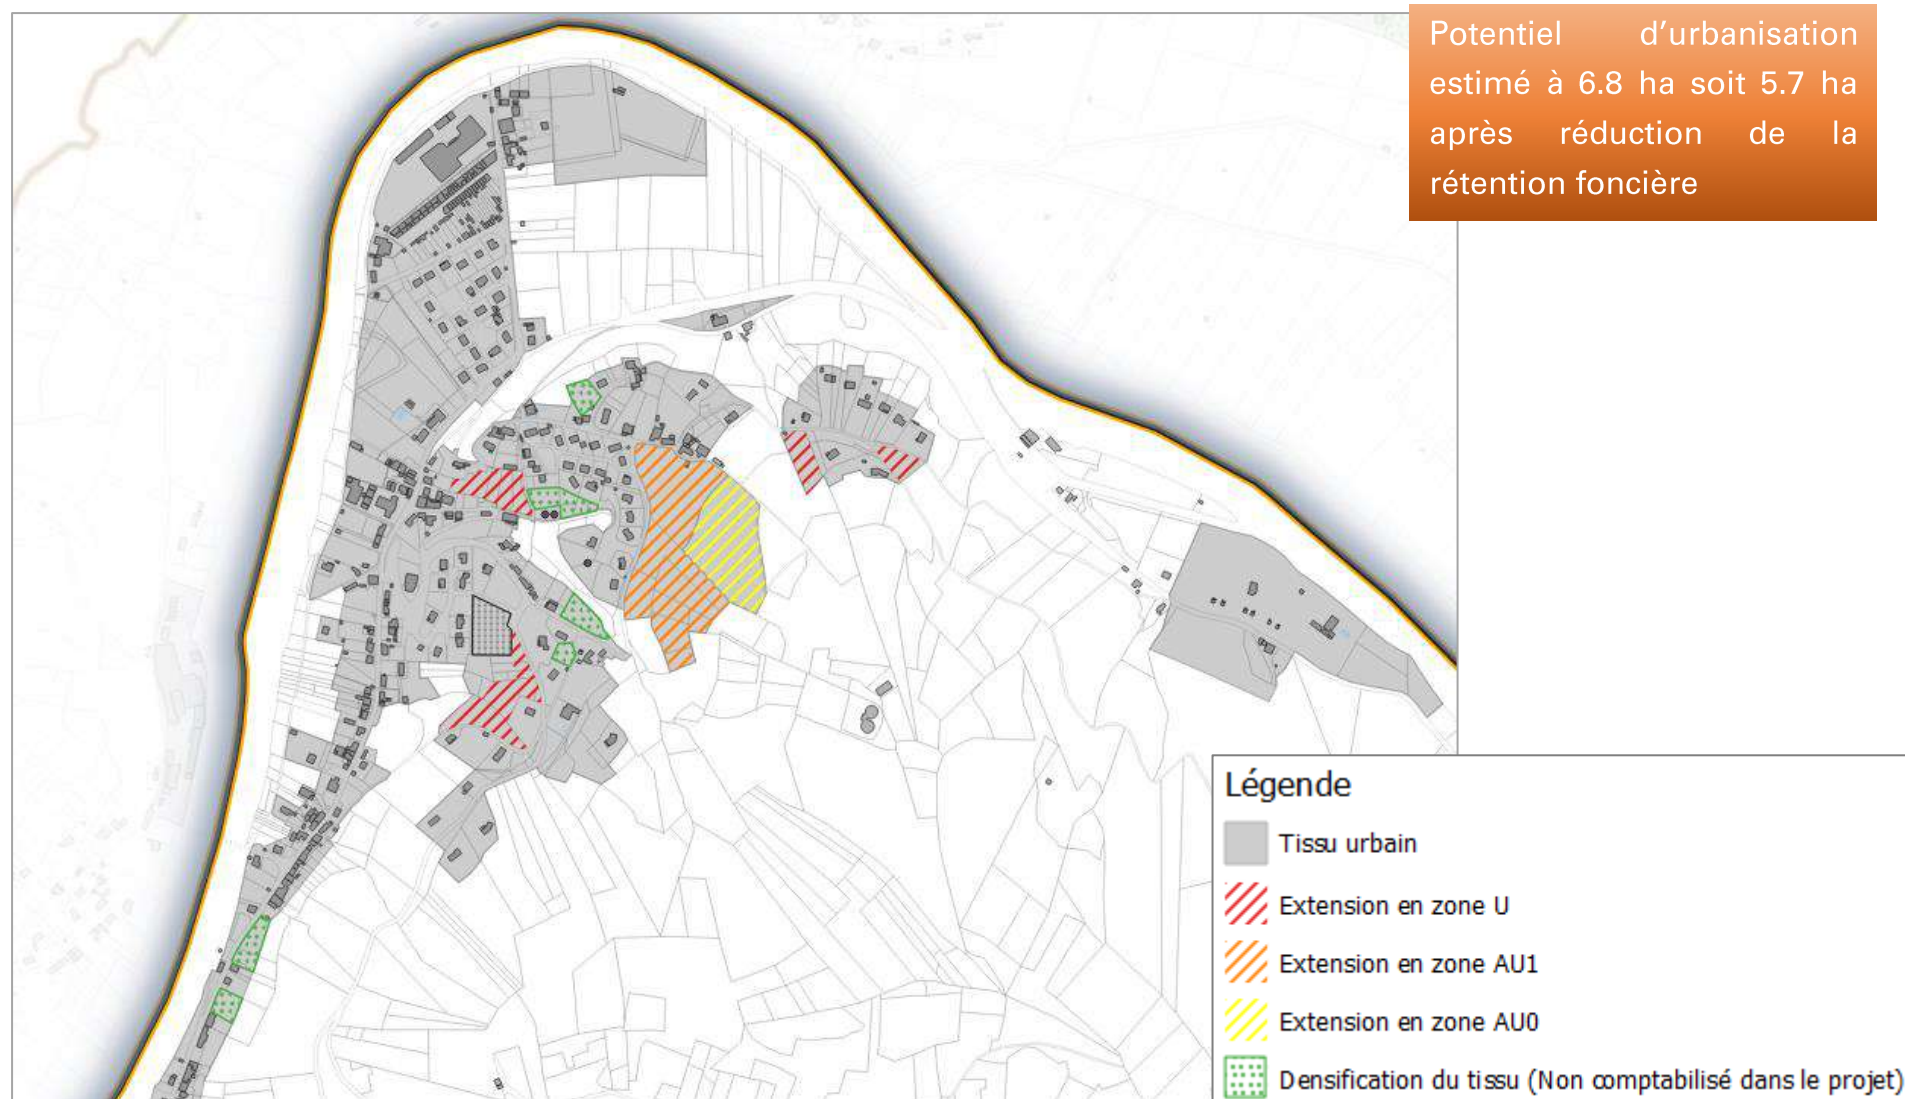 Potentiel d’urbanisation
estimé à 6.8 ha soit 5.7 ha
après réduction de la
rétention foncière
Légende
Tissu urbain
Extension en zone U
Extension en zone AU1
Extension en zone AU0
Densification du tissu (Non comptabilisé dans le projet)